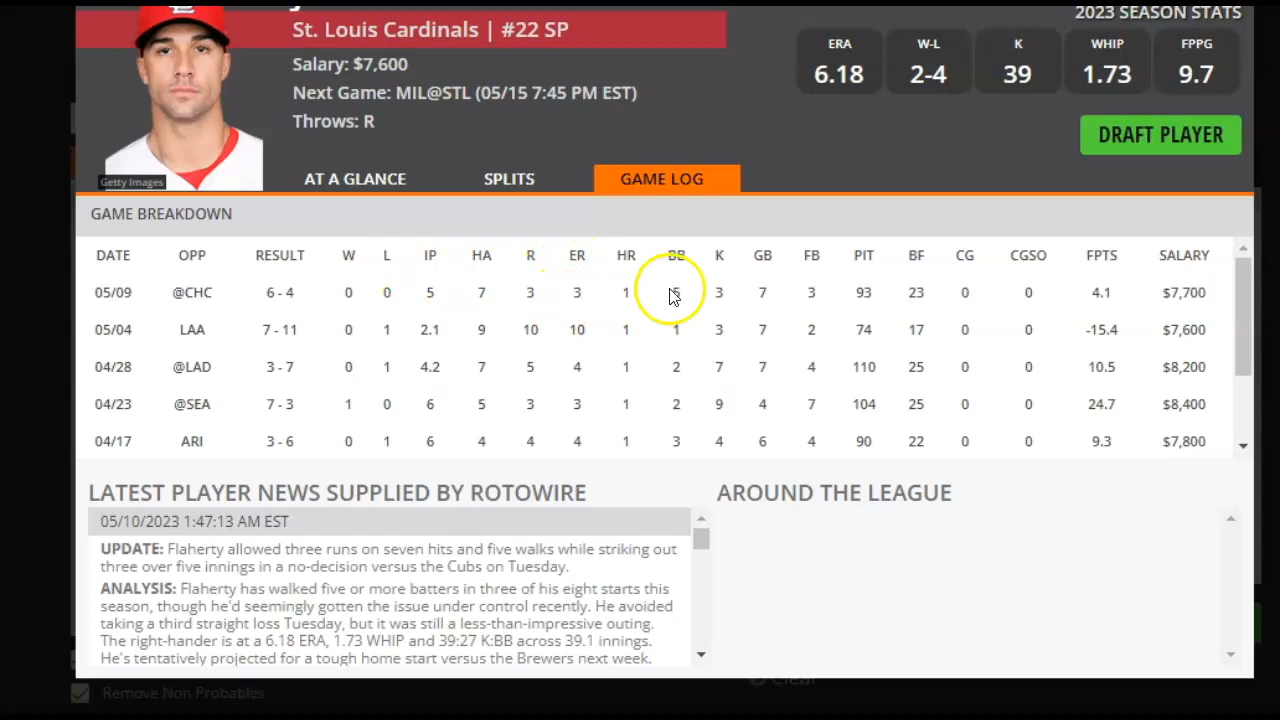 St. Louis Cardinals | #22 SP
Salary: $7,600
Next Game: MIL@STL (05/15 7:45 PM EST)
Throws: R
Getty Images
2023 SEASON STATS
ERA W-L K WHIP FPPG
6.18 2-4 39 1.73 9.7
DRAFT PLAYER
AT A GLANCE SPLITS GAME LOG
GAME BREAKDOWN
DATE OPP RESULT W L IP HA R ER HR BB K GB FB PIT BF CG CGSO FPTS SALARY
05/09 @CHC 6 - 4 0 0 5 7 3 3 1 5 3 7 3 93 23 0 0 4.1 $7,700
05/04 LAA 7 - 11 0 1 2.1 9 10 10 1 1 3 7 2 74 17 0 0 -15.4 $7,600
04/28 @LAD 3 - 7 0 1 4.2 7 5 4 1 2 7 7 4 110 25 0 0 10.5 $8,200
04/23 @SEA 7 - 3 1 0 6 5 3 3 1 2 9 4 7 104 25 0 0 24.7 $8,400
04/17 ARI 3 - 6 0 1 6 4 4 4 1 3 4 6 4 90 22 0 0 9.3 $7,800
LATEST PLAYER NEWS SUPPLIED BY ROTOWIRE
05/10/2023 1:47:13 AM EST
UPDATE: Flaherty allowed three runs on seven hits and five walks while striking out
three over five innings in a no-decision versus the Cubs on Tuesday.
ANALYSIS: Flaherty has walked five or more batters in three of his eight starts this
season, though he'd seemingly gotten the issue under control recently. He avoided
taking a third straight loss Tuesday, but it was still a less-than-impressive outing.
The right-hander is at a 6.18 ERA, 1.73 WHIP and 39:27 K:BB across 39.1 innings.
He's tentatively projected for a tough home start versus the Brewers next week.
AROUND THE LEAGUE
Remove Non Probables
Clear